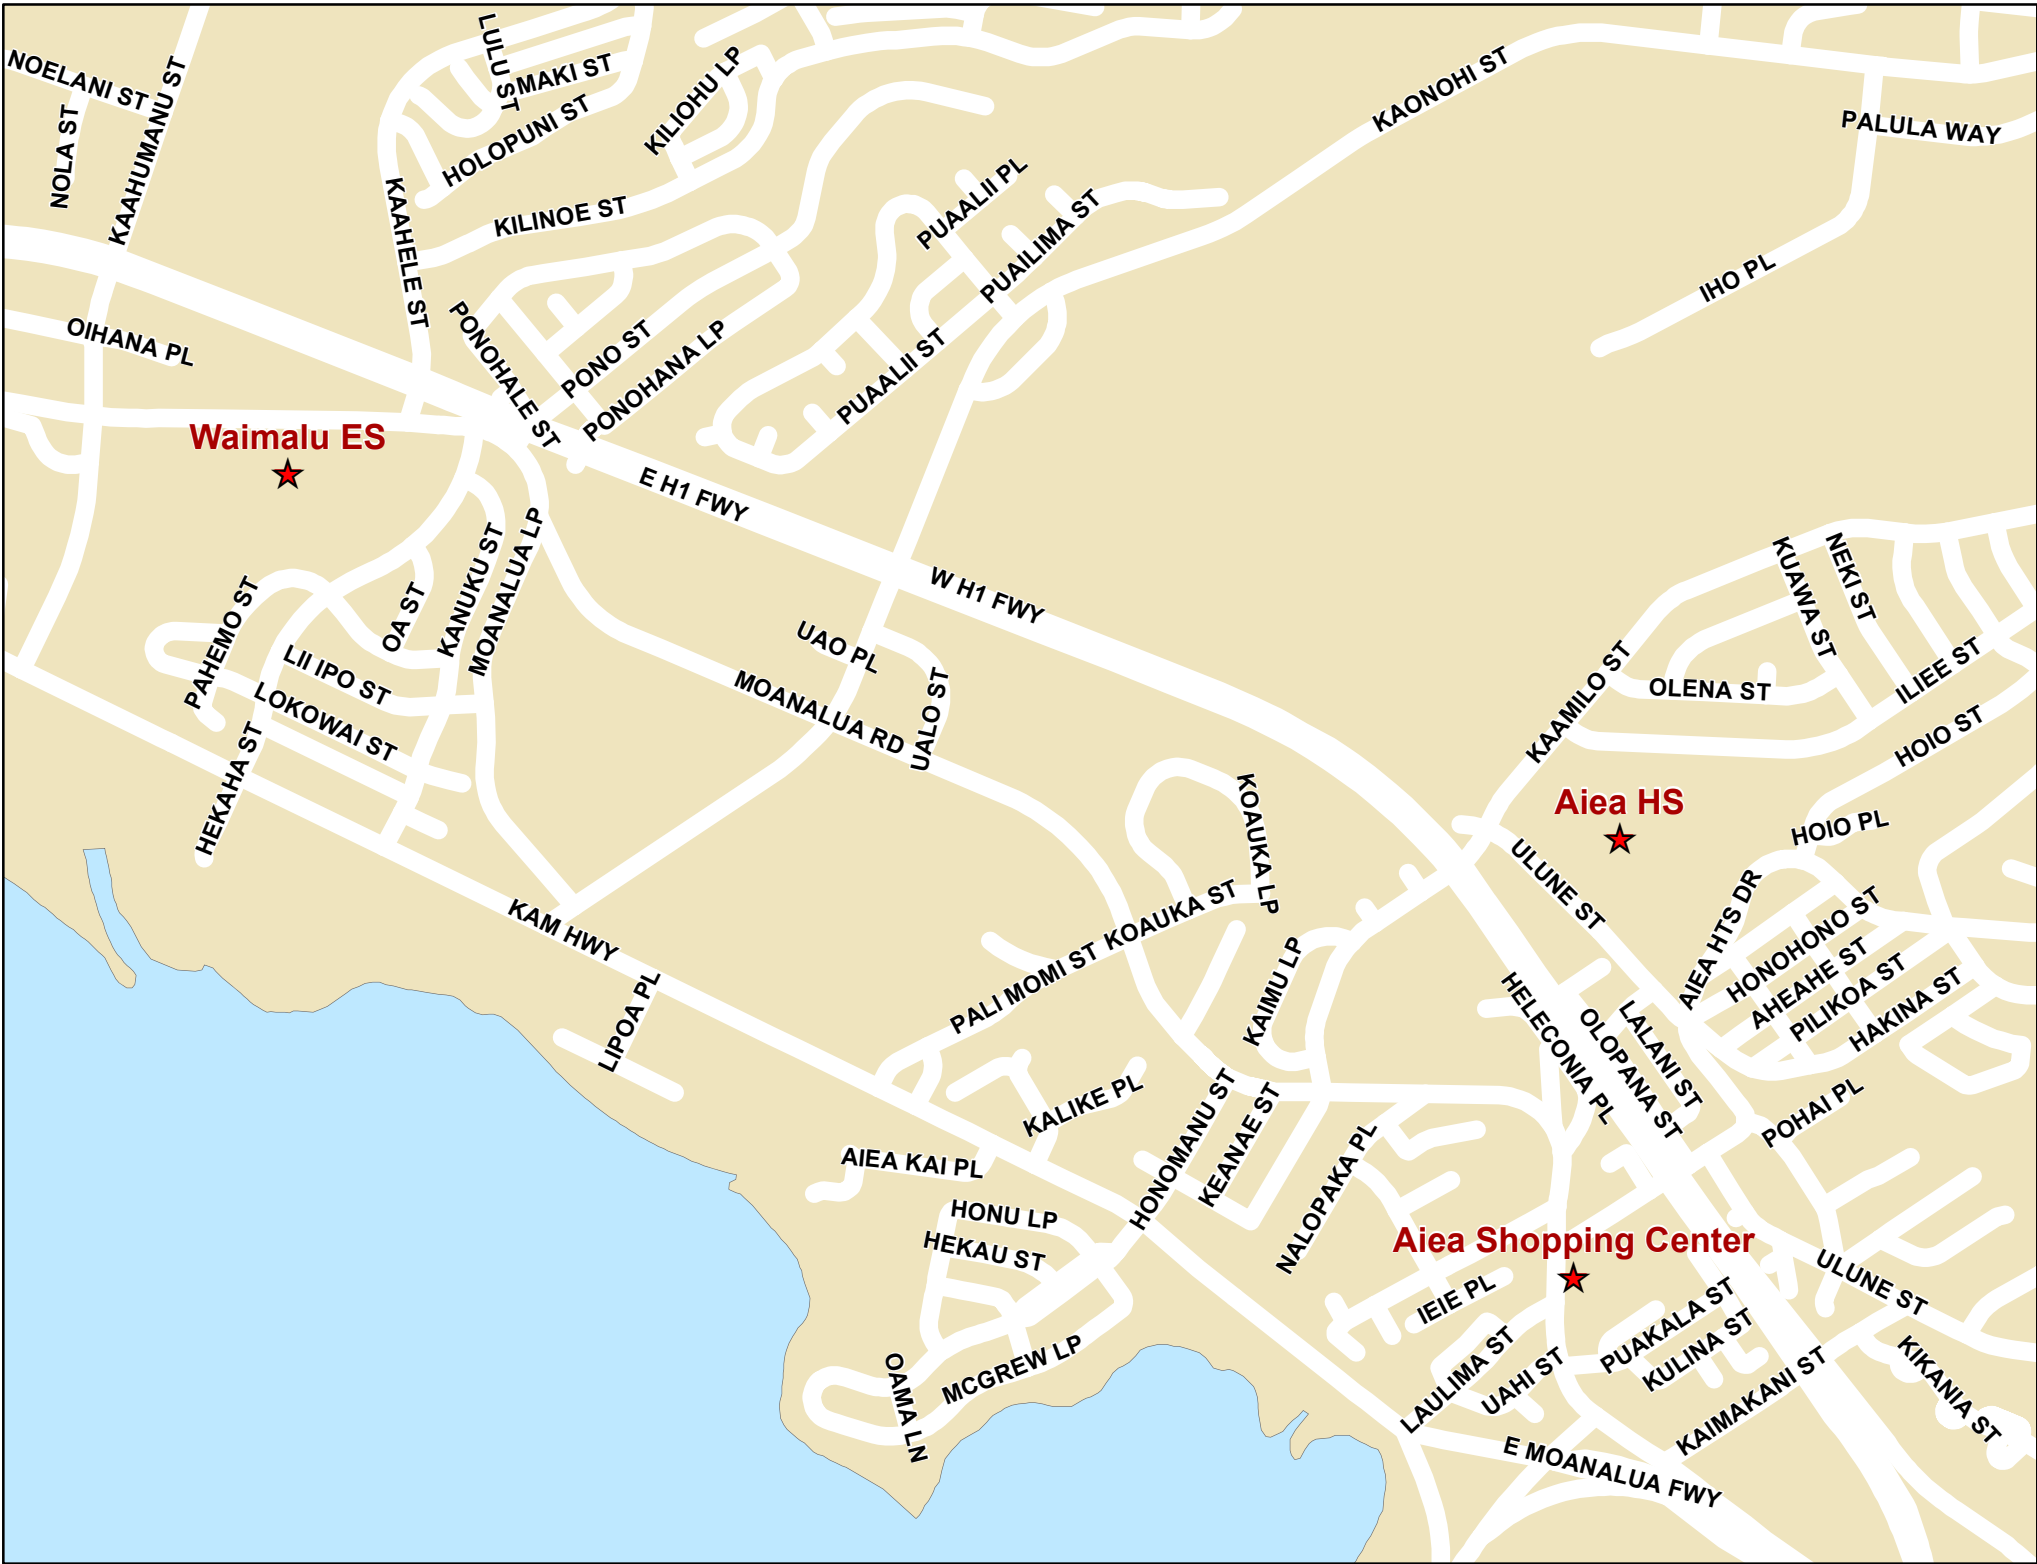 LULU ST
NOELANI ST
MAKI ST
KILIOHU LP
KAONOHI ST
KAAHUMANU ST
HOLOPUNI ST
PALULA WAY
NOLA ST
KAAHELE ST
KILINOE ST
PUAALII PL
PUAILIMA ST
IHO PL
OIHANA PL
PONOHALE ST
PONO ST
PONOHANA LP
PUAALII ST
Waimalu ES
E H1 FWY
W H1 FWY
KUAWA ST
NEKI ST
PAHEMO ST
OA ST
KANUKU ST
MOANALUA LP
UAO PL
LII IPO ST
LOKOWAI ST
MOANALUA RD
UALO ST
KAAMILO ST
OLENA ST
ILIEE ST
HOIO ST
HEKAHA ST
KOAUKA LP
Aiea HS
HOIO PL
ULUNE ST
KAM HWY
PALI MOMI ST
KOAUKA ST
AIEA HTS DR
HONOHONO ST
AHEAHE ST
PILIKOA ST
HAKINA ST
LIPOA PL
KAIMU LP
HELECONIA PL
OLOPANA ST
LALANI ST
KALIKE PL
HONOMANU ST
KEANAE ST
POHAI PL
AIEA KAI PL
NALOPAKA PL
HONU LP
HEKAU ST
Aiea Shopping Center
ULUNE ST
IEIE PL
PUAKALA ST
KULINA ST
OAMA LN
MCGREW LP
LAULIMA ST
UAHI ST
KAIMAKANI ST
KIKANIA ST
E MOANALUA FWY